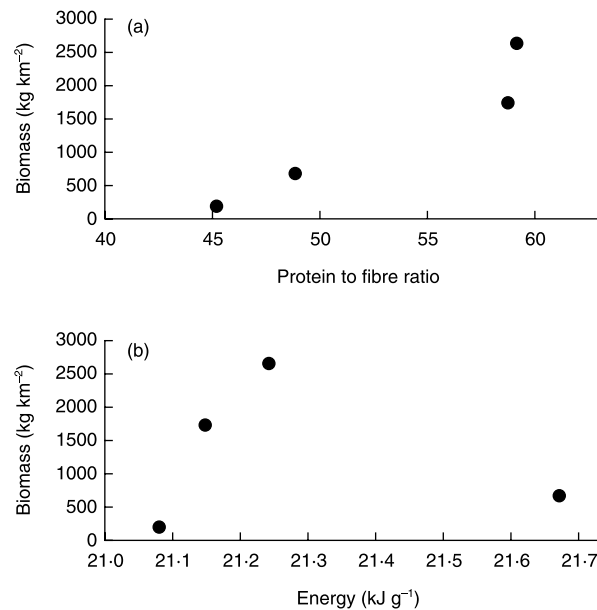 (a)
Biomass (kg km⁻²)
3000
2500
2000
1500
1000
500
0
40 45 50 55 60
Protein to fibre ratio
(b)
Biomass (kg km⁻²)
3000
2500
2000
1500
1000
500
0
21·0 21·1 21·2 21·3 21·4 21·5 21·6 21·7
Energy (kJ g⁻¹)